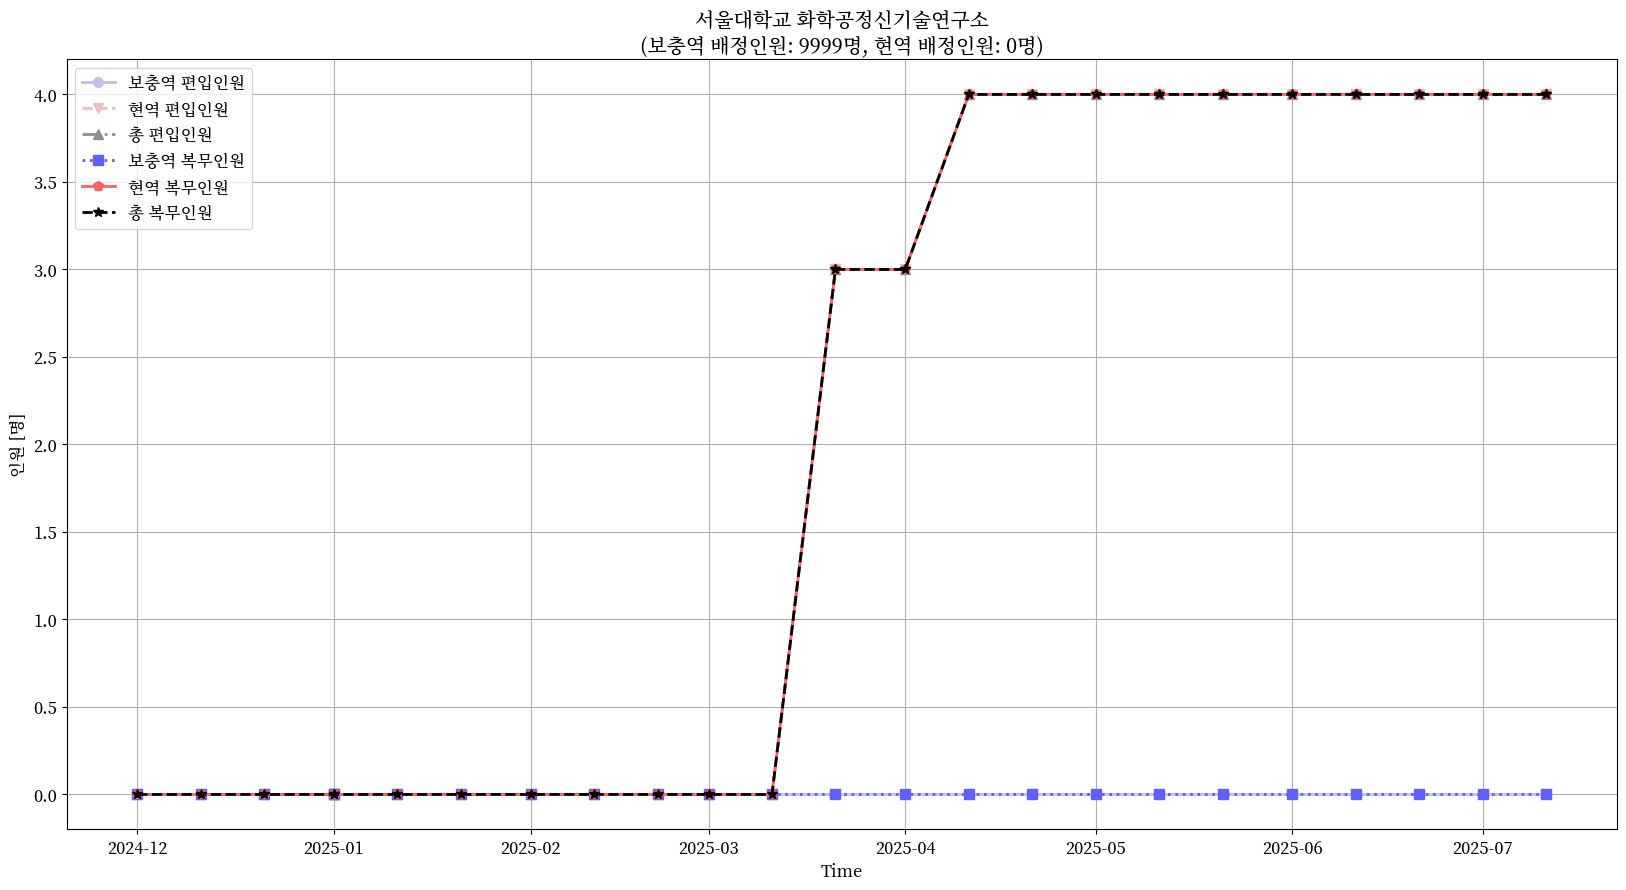 서울대학교 화학공정신기술연구소
(보충역 배정인원: 9999명, 현역 배정인원: 0명)
보충역 편입인원
현역 편입인원
총 편입인원
보충역 복무인원
현역 복무인원
총 복무인원
4.0
3.5
3.0
2.5
2.0
1.5
1.0
0.5
0.0
인원 [명]
2024-12
2025-01
2025-02
2025-03
2025-04
2025-05
2025-06
2025-07
Time